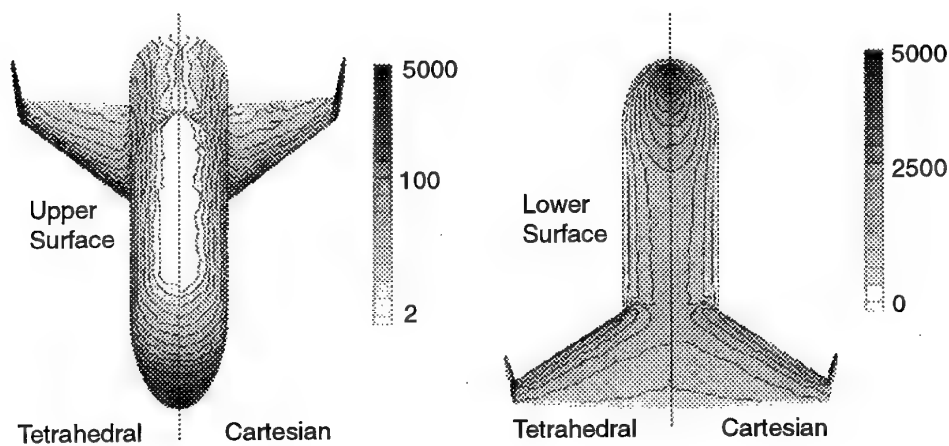 5000
100
2
Upper
Surface
Tetrahedral
Cartesian
5000
2500
0
Lower
Surface
Tetrahedral
Cartesian